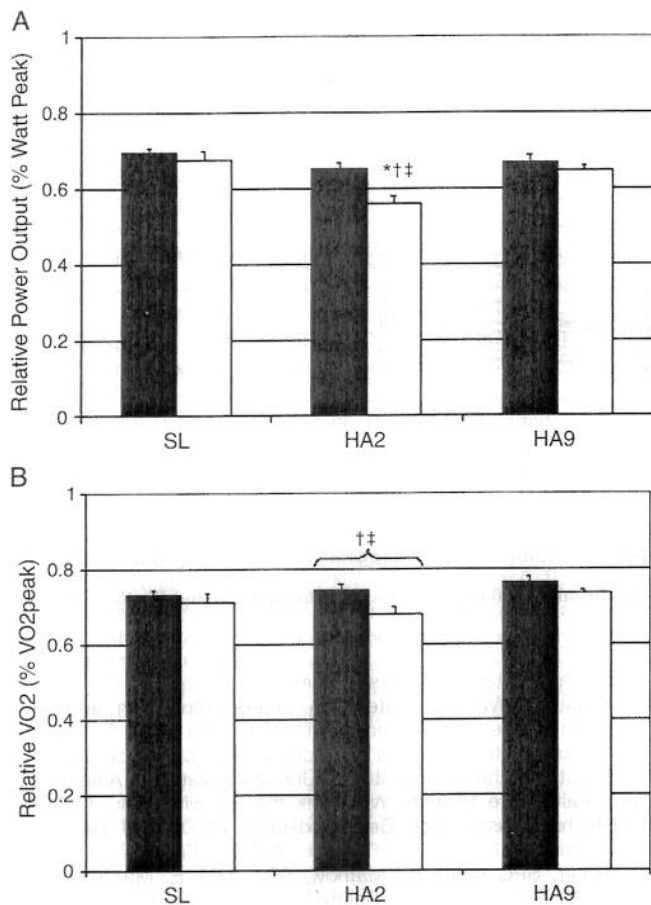 A
Relative Power Output (% Watt Peak)
1
0.8
0.6
0.4
0.2
0
*†‡
SL
HA2
HA9
B
Relative VO2 (% VO2peak)
1
0.8
0.6
0.4
0.2
0
†‡
SL
HA2
HA9